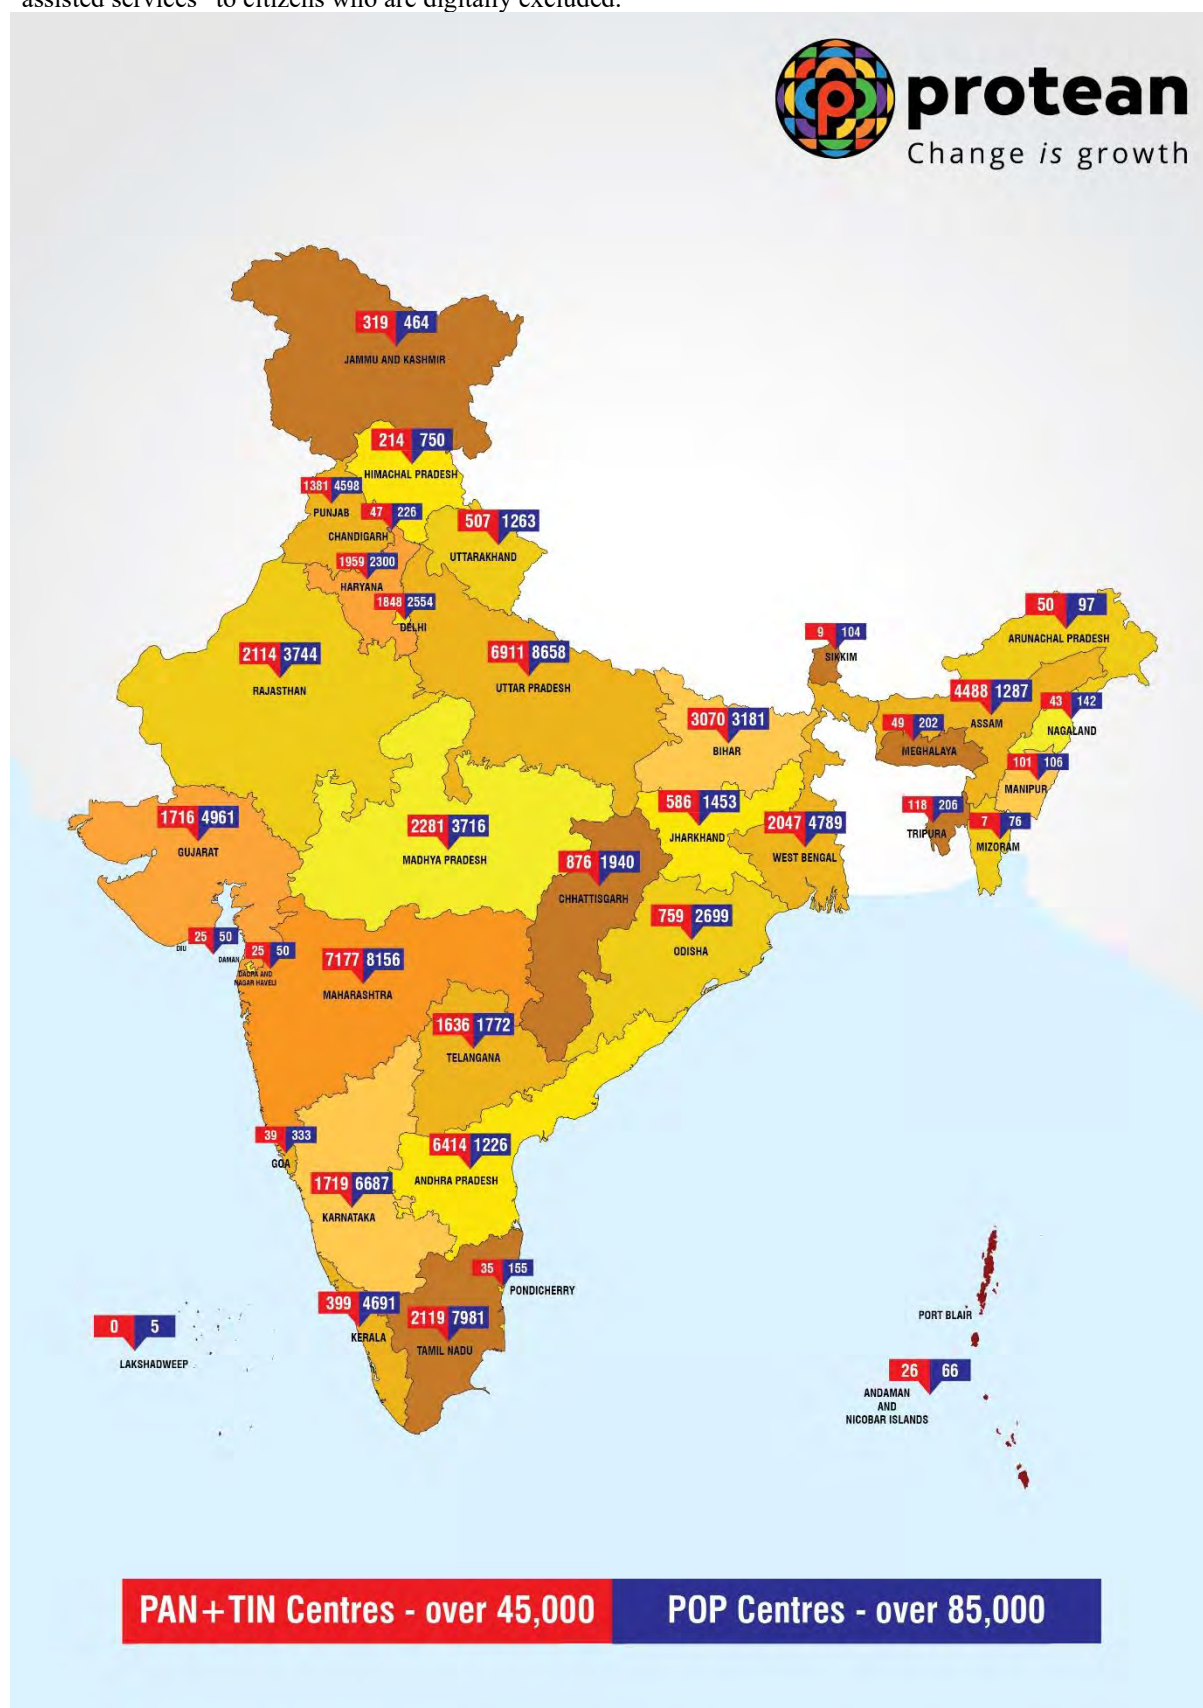 assisted services" to citizens who are digitally excluded.
protean
Change is growth
319 464
JAMMU AND KASHMIR
214 750
HIMACHAL PRADESH
1381 4598
PUNJAB
47 226
CHANDIGARH
507 1263
UTTARAKHAND
1959 2300
HARYANA
1848 2554
DELHI
2114 3744
RAJASTHAN
6911 8658
UTTAR PRADESH
9 104
SIKKIM
50 97
ARUNACHAL PRADESH
4488 1287
ASSAM
43 142
NAGALAND
49 202
MEGHALAYA
3070 3181
BIHAR
101 106
MANIPUR
118 206
TRIPURA
7 76
MIZORAM
1716 4961
GUJARAT
2281 3716
MADHYA PRADESH
586 1453
JHARKHAND
2047 4789
WEST BENGAL
876 1940
CHHATTISGARH
759 2699
ODISHA
25 50
DIU
DAMAN
25 50
DADRA AND
NAGAR HAVELI
7177 8156
MAHARASHTRA
1636 1772
TELANGANA
39 333
GOA
6414 1226
ANDHRA PRADESH
1719 6687
KARNATAKA
35 155
PONDICHERRY
399 4691
KERALA
2119 7981
TAMIL NADU
0 5
LAKSHADWEEP
PORT BLAIR
26 66
ANDAMAN
AND
NICOBAR ISLANDS
PAN+TIN Centres - over 45,000
POP Centres - over 85,000